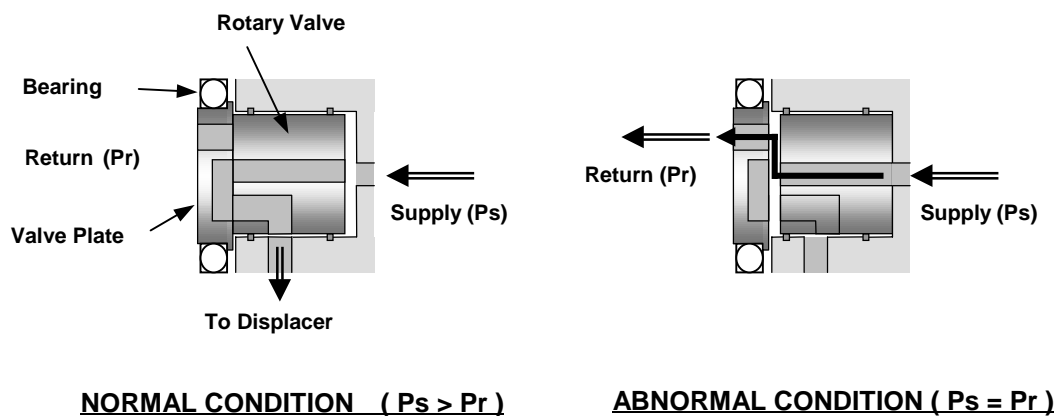 Rotary Valve
Bearing
Return (Pr)
Supply (Ps)
Valve Plate
To Displacer
NORMAL CONDITION ( Ps > Pr )
Return (Pr)
Supply (Ps)
ABNORMAL CONDITION ( Ps = Pr )